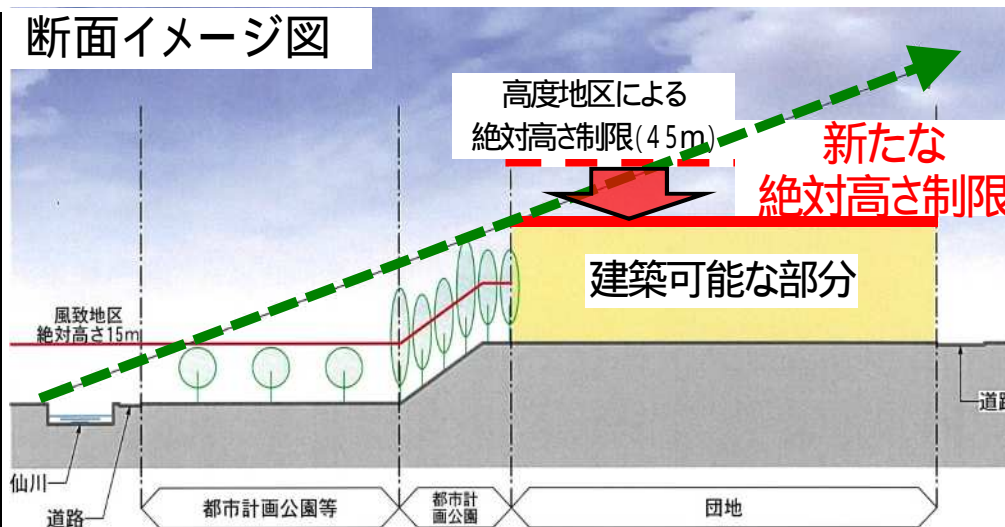 断面イメージ図
高度地区による
絶対高さ制限(45m)
新たな
絶対高さ制限
建築可能な部分
風致地区
絶対高さ15m
道路
仙川
道路
都市計画公園等
都市計
画公園
団地